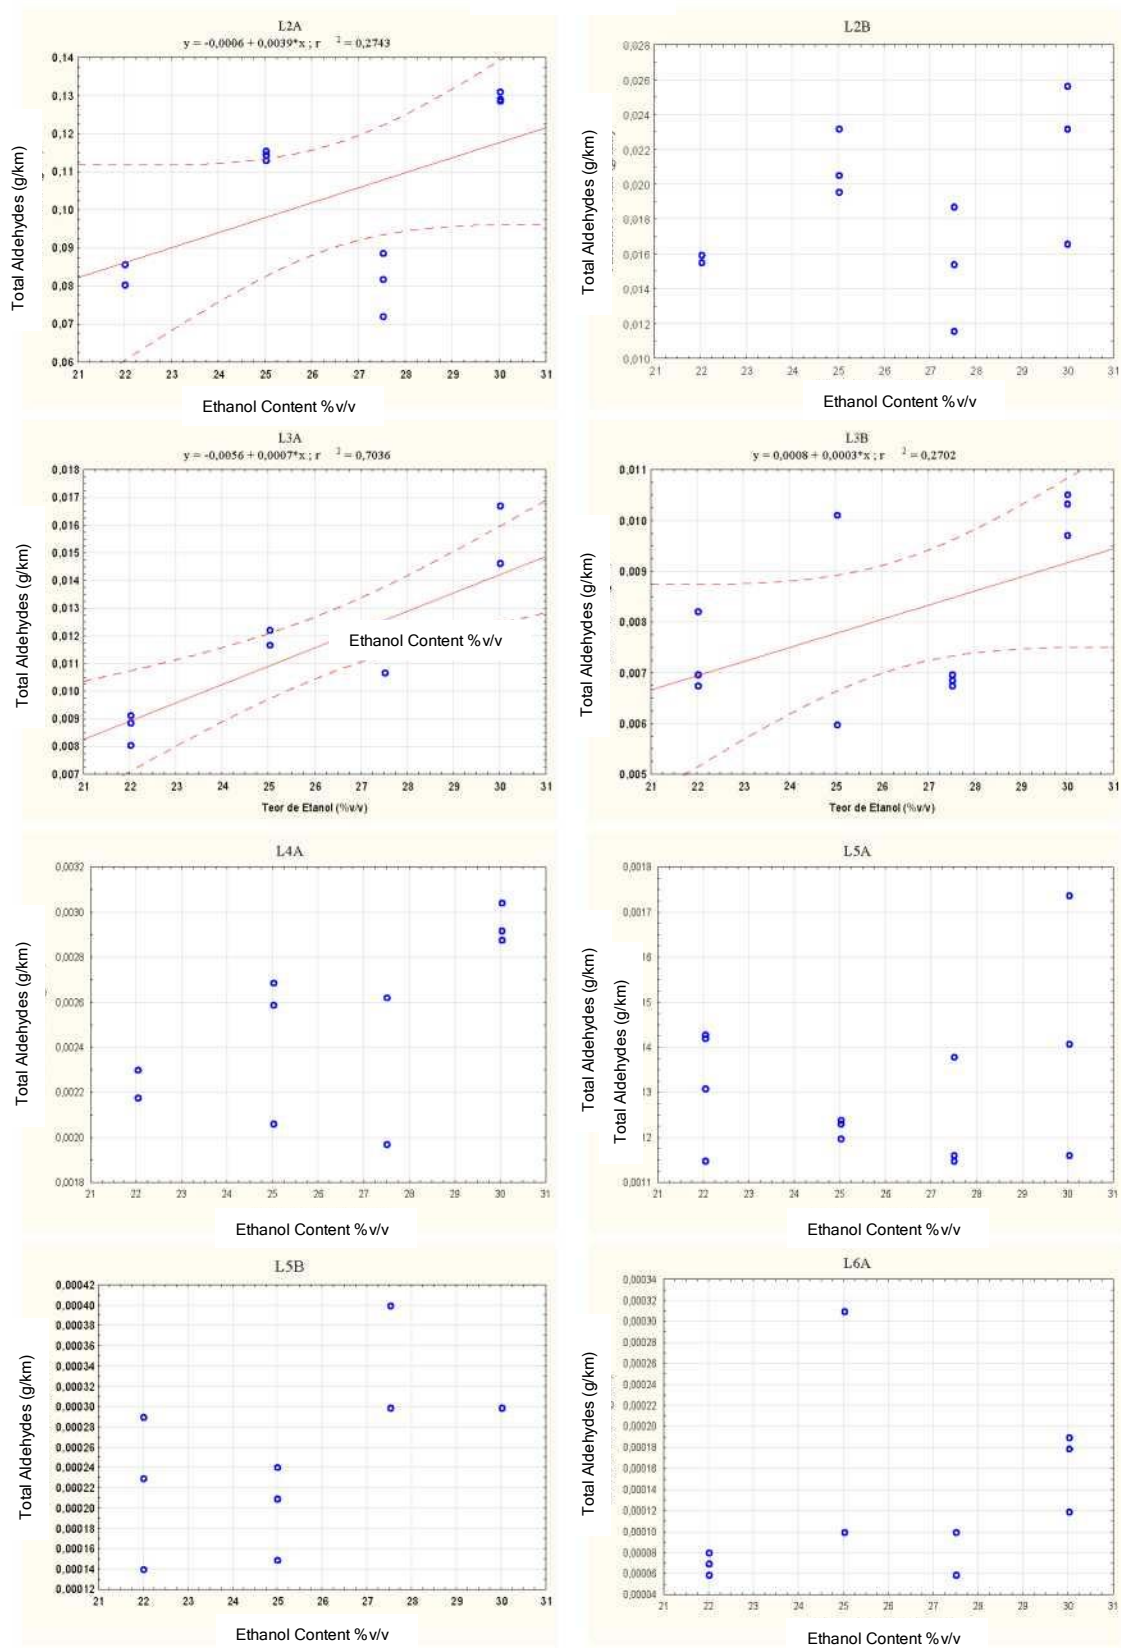 L2A
y = -0,0006 + 0,0039*x ; r 2 = 0,2743
Total Aldehydes (g/km)
0,14
0,13
0,12
0,11
0,10
0,09
0,08
0,07
0,06
21 22 23 24 25 26 27 28 29 30 31
Ethanol Content %v/v
L2B
Total Aldehydes (g/km)
0,028
0,026
0,024
0,022
0,020
0,018
0,016
0,014
0,012
0,010
21 22 23 24 25 26 27 28 29 30 31
Ethanol Content %v/v
L3A
y = -0,0056 + 0,0007*x ; r 2 = 0,7036
Total Aldehydes (g/km)
0,018
0,017
0,016
0,015
0,014
0,013
0,012
0,011
0,010
0,009
0,008
0,007
Ethanol Content %v/v
21 22 23 24 25 26 27 28 29 30 31
Teor de Etanol (%v/v)
L3B
y = 0,0008 + 0,0003*x ; r 2 = 0,2702
Total Aldehydes (g/km)
0,011
0,010
0,009
0,008
0,007
0,006
0,005
21 22 23 24 25 26 27 28 29 30 31
Teor de Etanol (%v/v)
L4A
Total Aldehydes (g/km)
0,0032
0,0030
0,0028
0,0026
0,0024
0,0022
0,0020
0,0018
21 22 23 24 25 26 27 28 29 30 31
Ethanol Content %v/v
L5A
Total Aldehydes (g/km)
Total Aldehydes (g/km)
0,0018
0,0017
16
15
14
13
12
0,0011
21 22 23 24 25 26 27 28 29 30 31
Ethanol Content %v/v
L5B
Total Aldehydes (g/km)
0,00042
0,00040
0,00038
0,00036
0,00034
0,00032
0,00030
0,00028
0,00026
0,00024
0,00022
0,00020
0,00018
0,00016
0,00014
0,00012
21 22 23 24 25 26 27 28 29 30 31
Ethanol Content %v/v
L6A
Total Aldehydes (g/km)
0,00034
0,00032
0,00030
0,00028
0,00026
0,00024
0,00022
0,00020
0,00018
0,00016
0,00014
0,00012
0,00010
0,00008
0,00006
0,00004
21 22 23 24 25 26 27 28 29 30 31
Ethanol Content %v/v